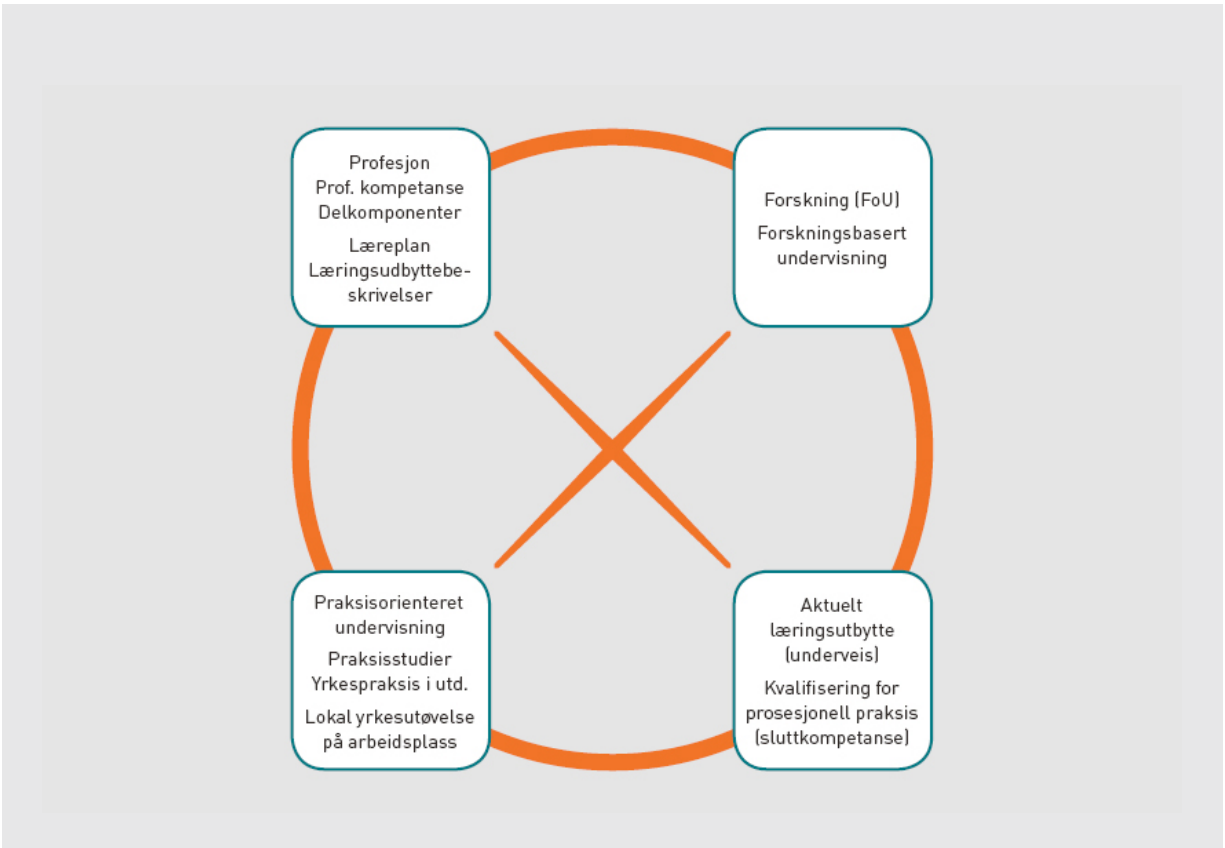 Profesjon
Prof. kompetanse
Delkomponenter
Læreplan
Læringsudbyttebe-
skrivelser
Forskning (FoU)
Forskningsbasert
undervisning
Praksisorienteret
undervisning
Praksisstudier
Yrkespraksis i utd.
Lokal yrkesutøvelse
på arbeidsplass
Aktuelt
læringsutbytte
(underveis)
Kvalifisering for
prosesjonell praksis
(sluttkompetanse)